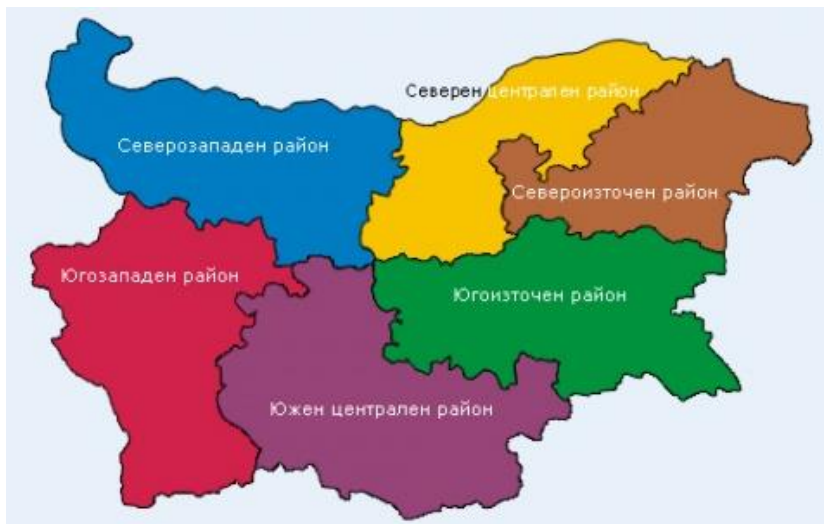 Северен централен район
Северозападен район
Североизточен район
Югозападен район
Югоизточен район
Южен централен район